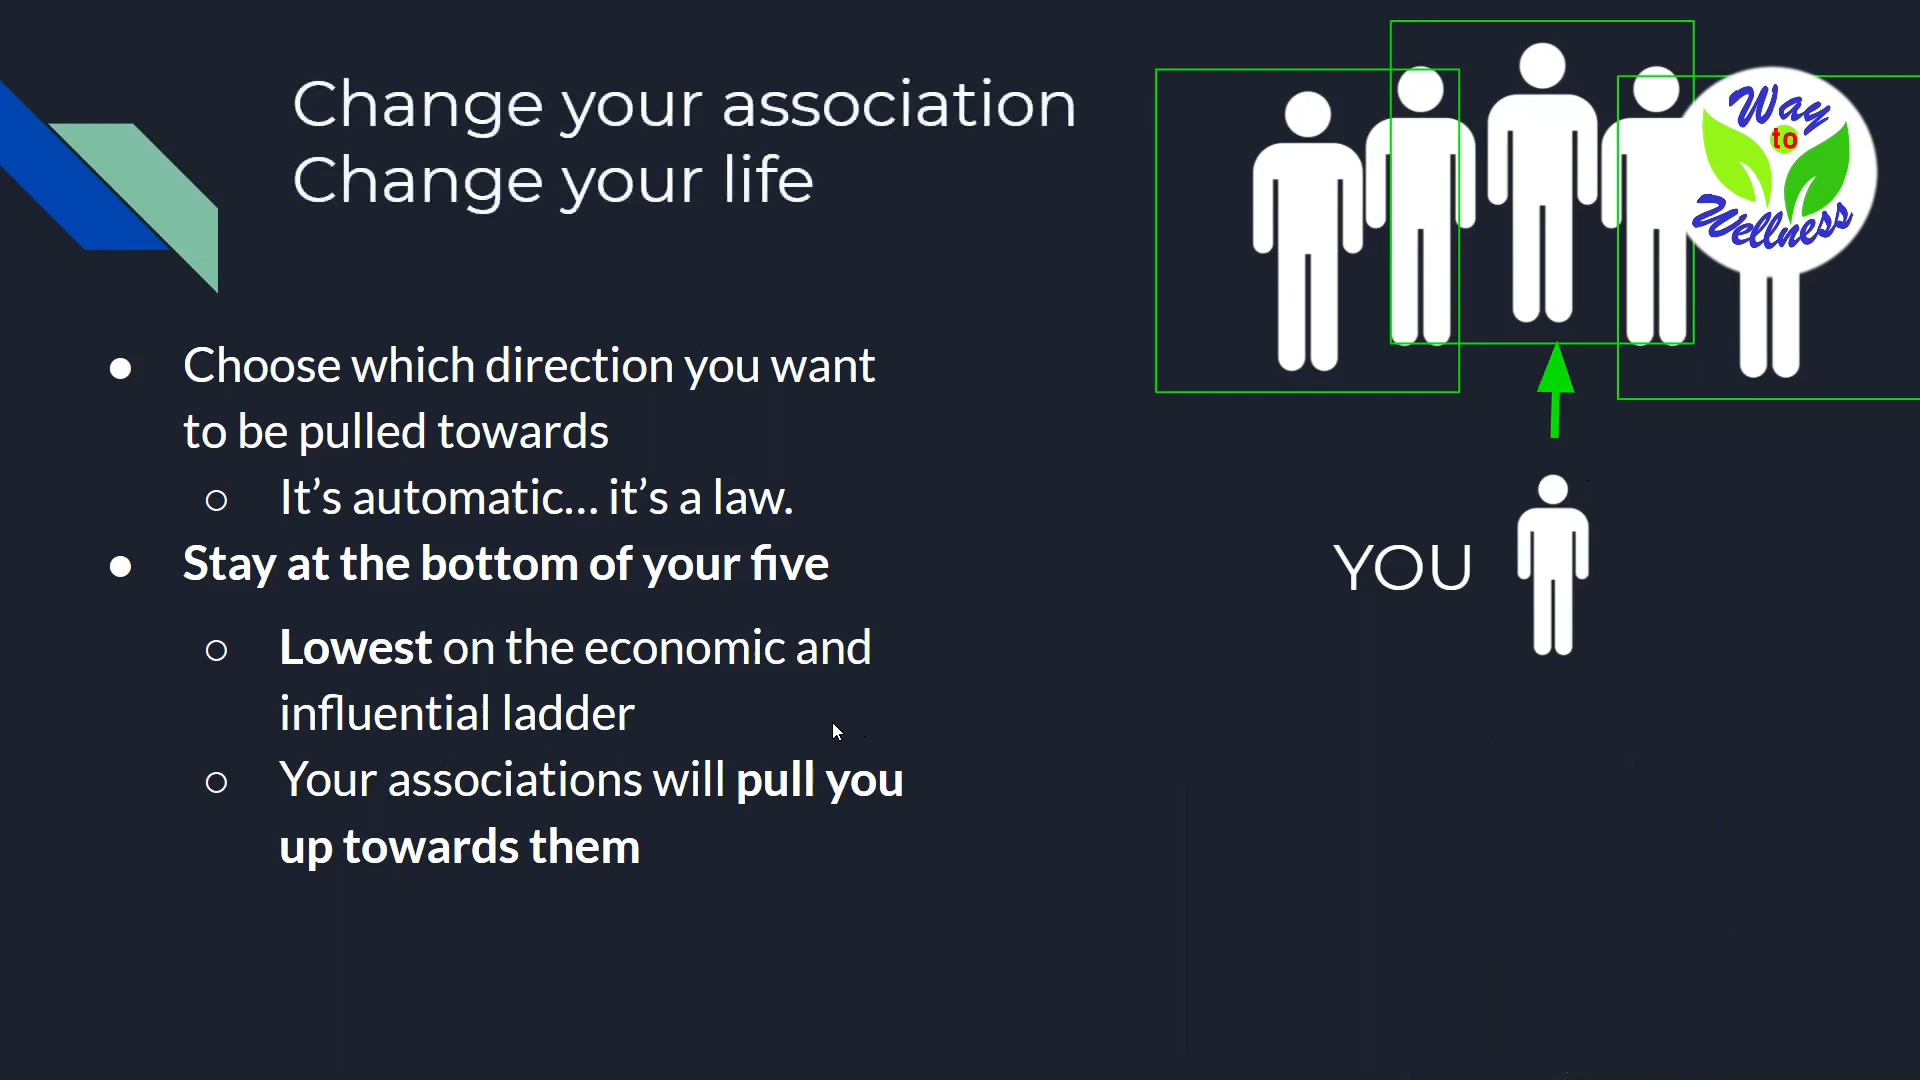 Change your association
Change your life
Way
to
Wellness
Choose which direction you want
to be pulled towards
It’s automatic... it’s a law.
Stay at the bottom of your five
Lowest on the economic and
influential ladder
Your associations will pull you
up towards them
YOU